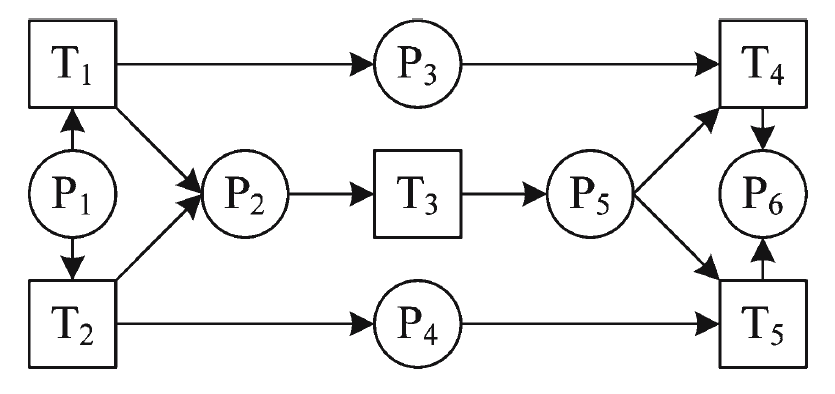 T₁ P₃ T₄
P₁ P₂ T₃ P₅ P₆
T₂ P₄ T₅